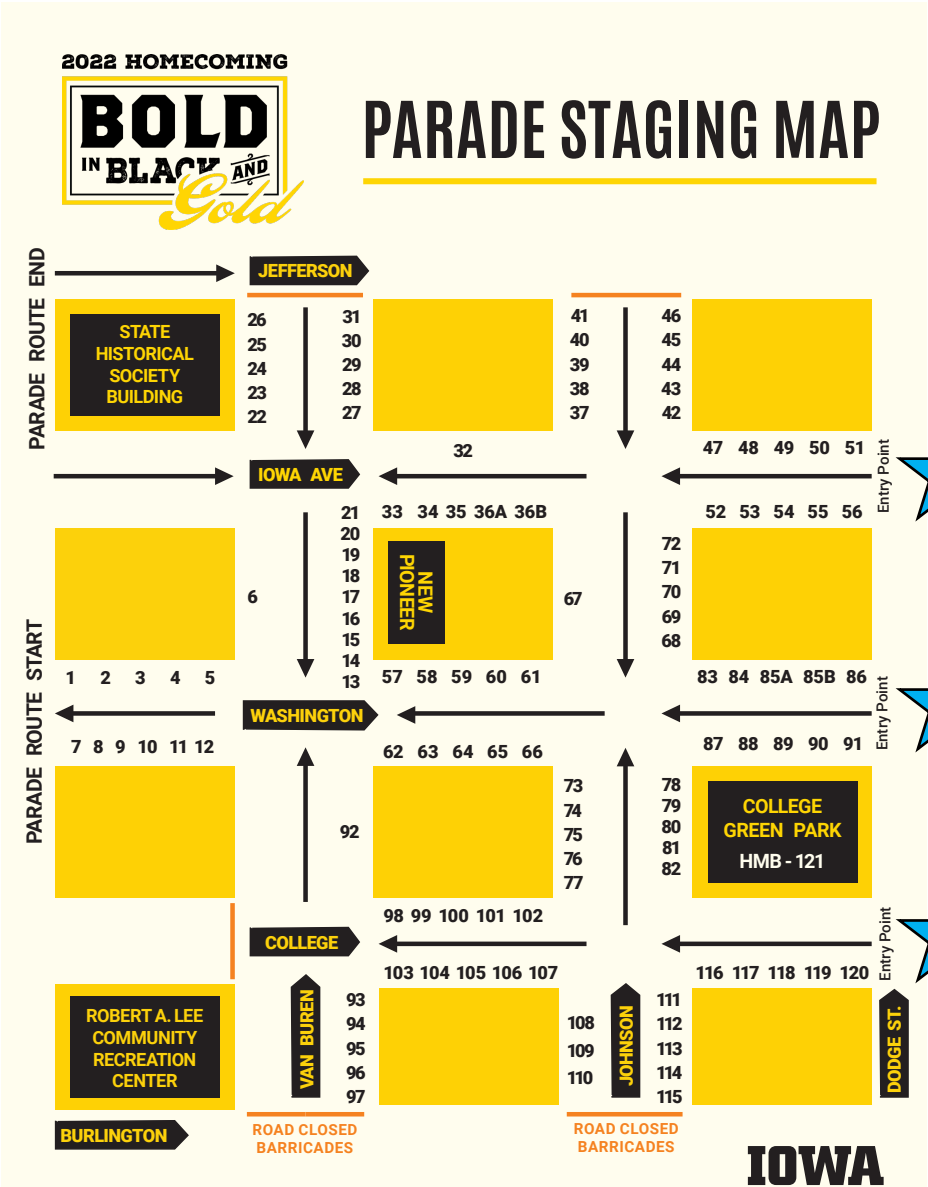 2022 HOMECOMING
BOLD
IN BLACK AND
Gold
PARADE STAGING MAP
PARADE ROUTE END
JEFFERSON
STATE
HISTORICAL
SOCIETY
BUILDING
26
25
24
23
22
31
30
29
28
27
41
40
39
38
37
46
45
44
43
42
32
47 48 49 50 51
IOWA AVE
Entry Point
33 34 35 36A 36B
52 53 54 55 56
21
20
19
18
17
16
15
14
13
6
NEW
PIONEER
67
72
71
70
69
68
PARADE ROUTE START
1 2 3 4 5
57 58 59 60 61
83 84 85A 85B 86
WASHINGTON
Entry Point
7 8 9 10 11 12
62 63 64 65 66
87 88 89 90 91
92
73
74
75
76
77
78
79
80
81
82
COLLEGE
GREEN PARK
HMB - 121
98 99 100 101 102
COLLEGE
Entry Point
103 104 105 106 107
116 117 118 119 120
ROBERT A. LEE
COMMUNITY
RECREATION
CENTER
VAN BUREN
93
94
95
96
97
108
109
110
JOHNSON
111
112
113
114
115
DODGE ST.
BURLINGTON
ROAD CLOSED
BARRICADES
ROAD CLOSED
BARRICADES
IOWA